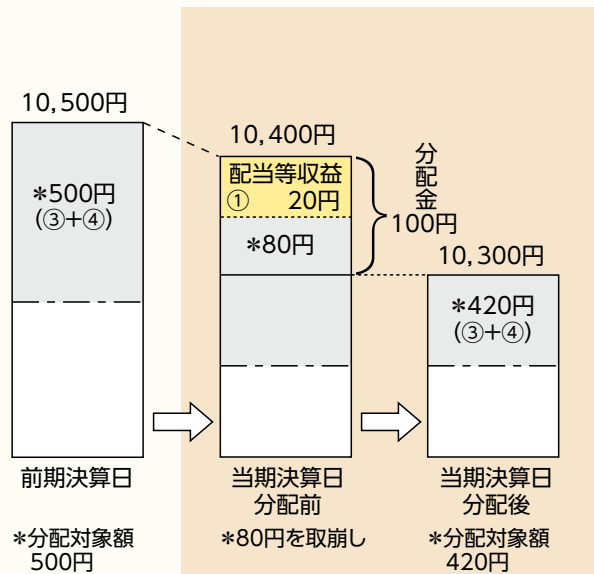 10,500円
*500円
(③+④)
前期決算日
*分配対象額
500円
10,400円
配当等収益
① 20円
*80円
分配金
100円
当期決算日
分配前
*80円を取崩し
10,300円
*420円
(③+④)
当期決算日
分配後
*分配対象額
420円